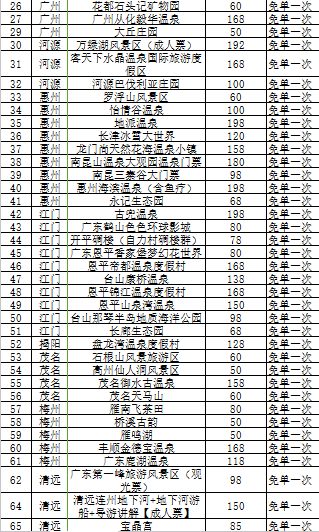 26 广州 花都石头记矿物园 60 免单一次
27 广州 广州从化毅华温泉 168 免单一次
29 广州 大丘庄园 50 免单一次
30 河源 万绿湖风景区（成人票） 192 免单一次
31 河源 客天下水晶温泉国际旅游度假区 168 免单一次
32 河源 河源巴伐利亚庄园 100 免单一次
33 惠州 罗浮山风景区 60 免单一次
34 惠州 怡情谷温泉 100 免单一次
35 惠州 地派温泉 198 免单一次
36 惠州 长津冰雪大世界 120 免单一次
37 惠州 龙门尚天然花海温泉小镇 158 免单一次
38 惠州 南昆山温泉大观园温泉门票 180 免单一次
39 惠州 南昆三寨谷大门票 98 免单一次
40 惠州 惠州海滨温泉（含鱼疗） 198 免单一次
41 惠州 永记生态园 68 免单一次
42 江门 古兜温泉 198 免单一次
43 江门 广东鹤山色色环球影城 80 免单一次
44 江门 开平碉楼（自力村碉楼群） 78 免单一次
45 江门 广东恩平香家堡梦幻花世界 80 免单一次
46 江门 恩平帝都温泉度假村 168 免单一次
47 江门 台山康桥温泉 138 免单一次
48 江门 恩平锦江温泉度假村 168 免单一次
49 江门 恩平山泉湾温泉 150 免单一次
50 江门 台山那琴半岛地质海洋公园 98 免单一次
51 江门 长廊生态园 68 免单一次
52 揭阳 盘龙湾温泉度假村 128 免单一次
53 茂名 石根山风景旅游区 60 免单一次
54 茂名 高州仙人洞风景区 50 免单一次
55 茂名 茂名御水古温泉 158 免单一次
56 茂名 茂名天马山 60 免单一次
57 梅州 雁南飞茶田 80 免单一次
58 梅州 桥溪古韵 50 免单一次
59 梅州 雁鸣湖 50 免单一次
60 梅州 丰顺金德宝温泉 168 免单一次
61 梅州 广东鹿湖温泉 118 免单一次
62 清远 广东第一峰旅游风景区（观光票） 98 免单一次
64 清远 清远连州地下河+地下河游船+导游讲解【成人票】 150 免单一次
65 清远 宝晶宫 85 免单一次